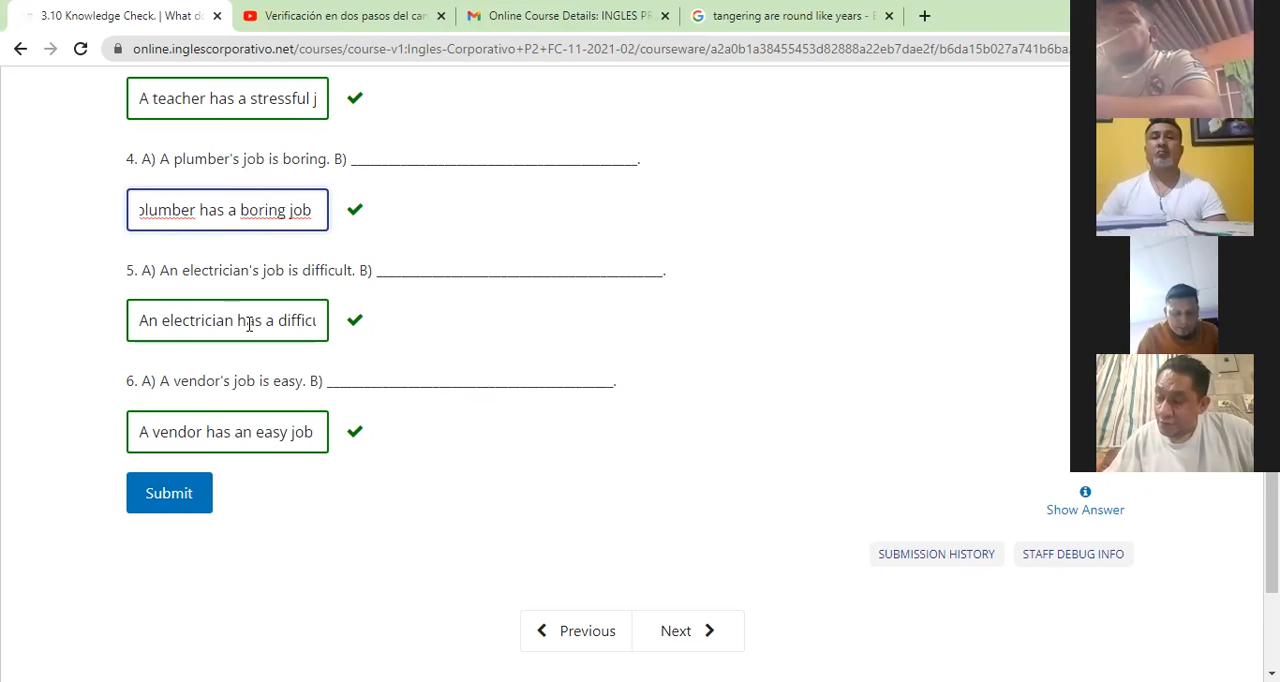 3.10 Knowledge Check. | What d
Verificación en dos pasos del car
Online Course Details: INGLES PR
tangering are round like years - B
online.inglescorporativo.net/courses/course-v1:Ingles-Corporativo+P2+FC-11-2021-02/courseware/a2a0b1a38455453d82888a22eb7dae2f/b6da15b027a741b6ba
A teacher has a stressful j
4. A) A plumber's job is boring. B) ______________________________________.
plumber has a boring job
5. A) An electrician's job is difficult. B) ______________________________________.
An electrician has a difficu
6. A) A vendor's job is easy. B) ______________________________________.
A vendor has an easy job
Submit
Show Answer
SUBMISSION HISTORY
STAFF DEBUG INFO
Previous
Next